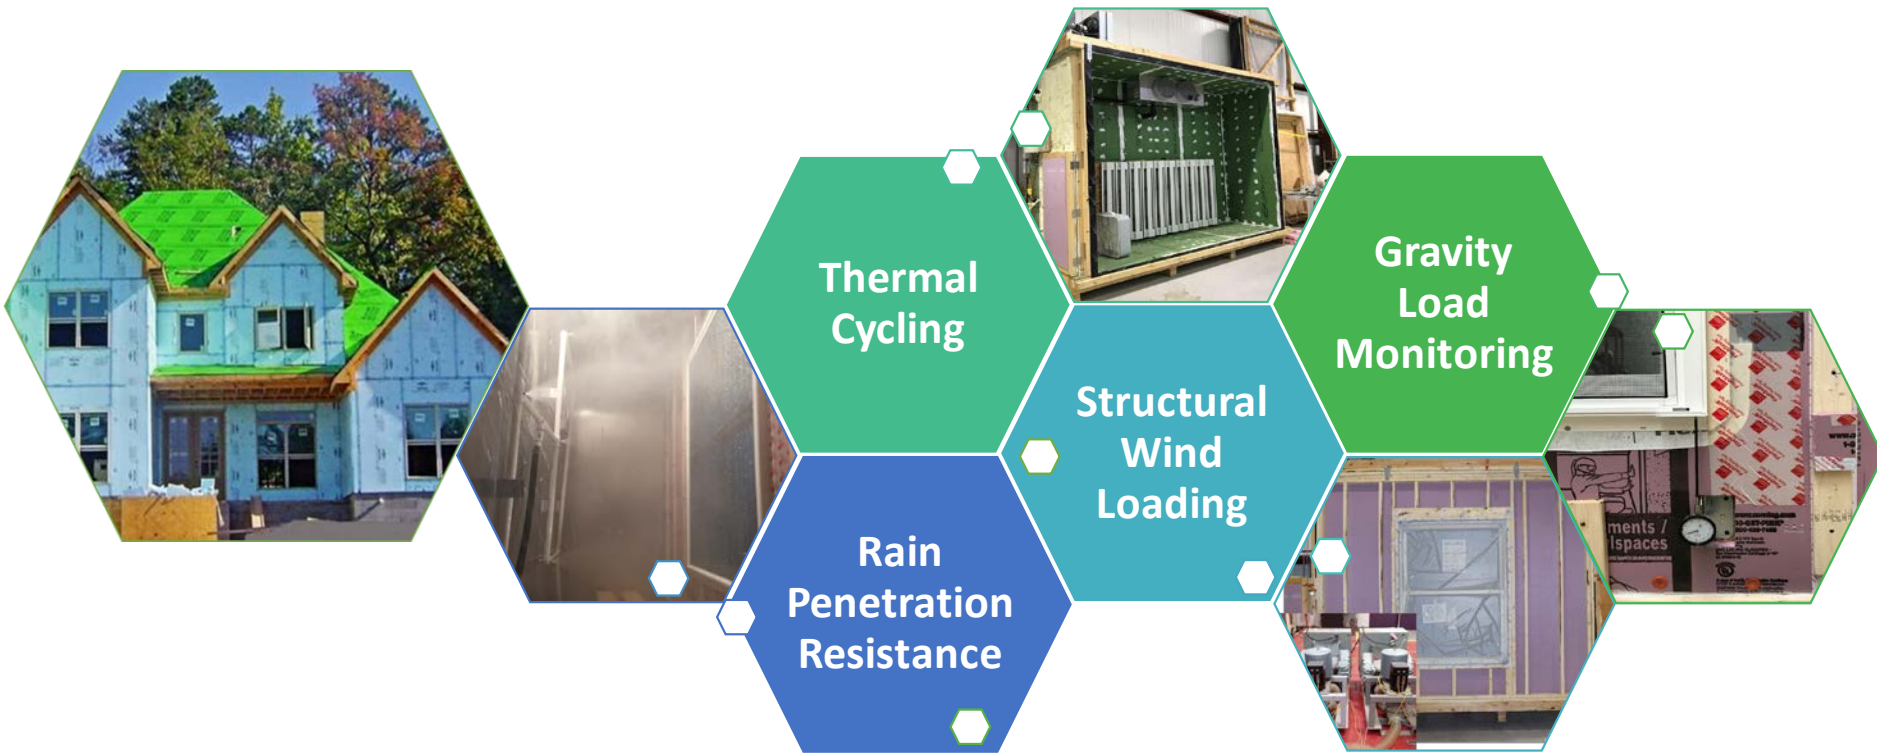 Thermal
Cycling
Gravity
Load
Monitoring
Structural
Wind
Loading
Rain
Penetration
Resistance
ments /
lspaces